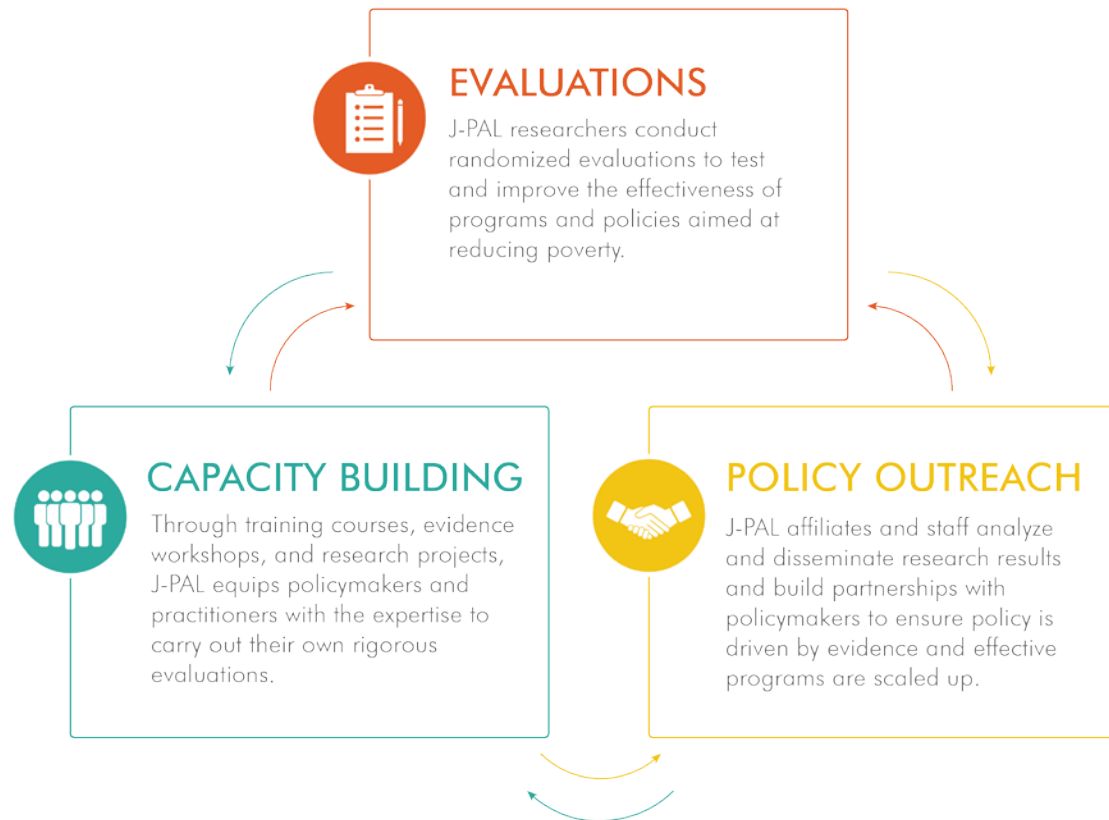 EVALUATIONS
J-PAL researchers conduct
randomized evaluations to test
and improve the effectiveness of
programs and policies aimed at
reducing poverty.
CAPACITY BUILDING
Through training courses, evidence
workshops, and research projects,
J-PAL equips policymakers and
practitioners with the expertise to
carry out their own rigorous
evaluations.
POLICY OUTREACH
J-PAL affiliates and staff analyze
and disseminate research results
and build partnerships with
policymakers to ensure policy is
driven by evidence and effective
programs are scaled up.